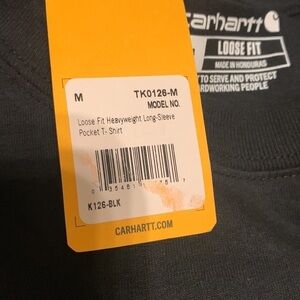 carhartt
LOOSE FIT
MADE IN HONDURAS
TO SERVE AND PROTECT
HARDWORKING PEOPLE
M
TK0126-M
MODEL NO.
Loose Fit Heavyweight Long-Sleeve
Pocket T- Shirt
K126-BLK
CARHARTT.COM